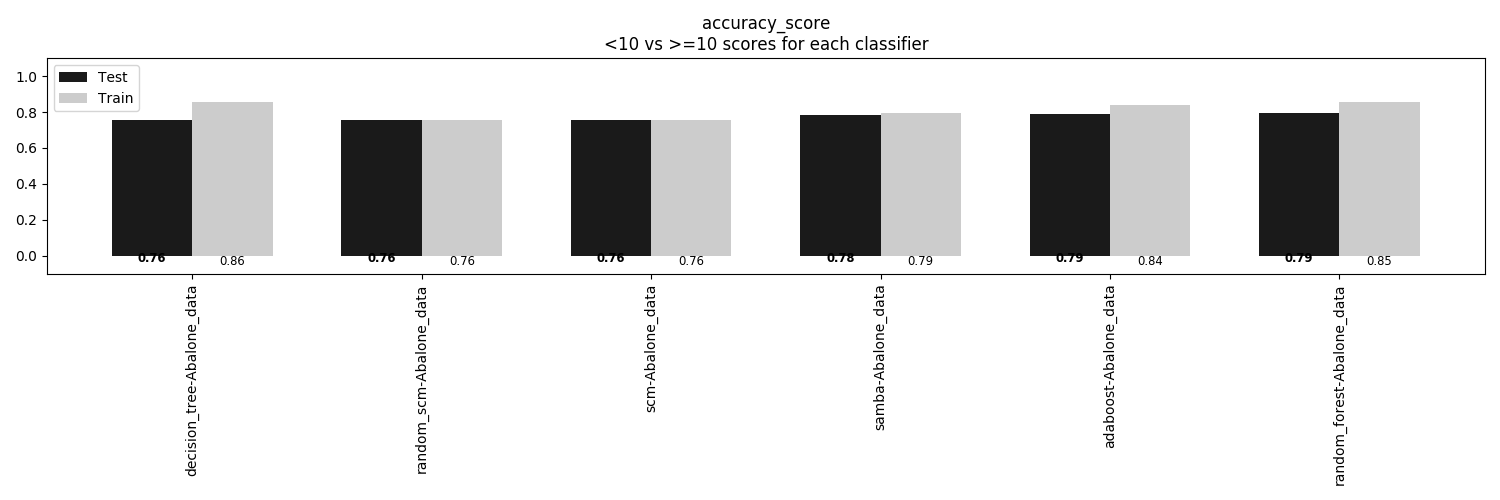 accuracy_score
<10 vs >=10 scores for each classifier
Test
Train
1.0
0.8
0.6
0.4
0.2
0.0
0.76
0.86
0.76
0.76
0.76
0.76
0.78
0.79
0.79
0.84
0.79
0.85
decision_tree-Abalone_data
random_scm-Abalone_data
scm-Abalone_data
samba-Abalone_data
adaboost-Abalone_data
random_forest-Abalone_data